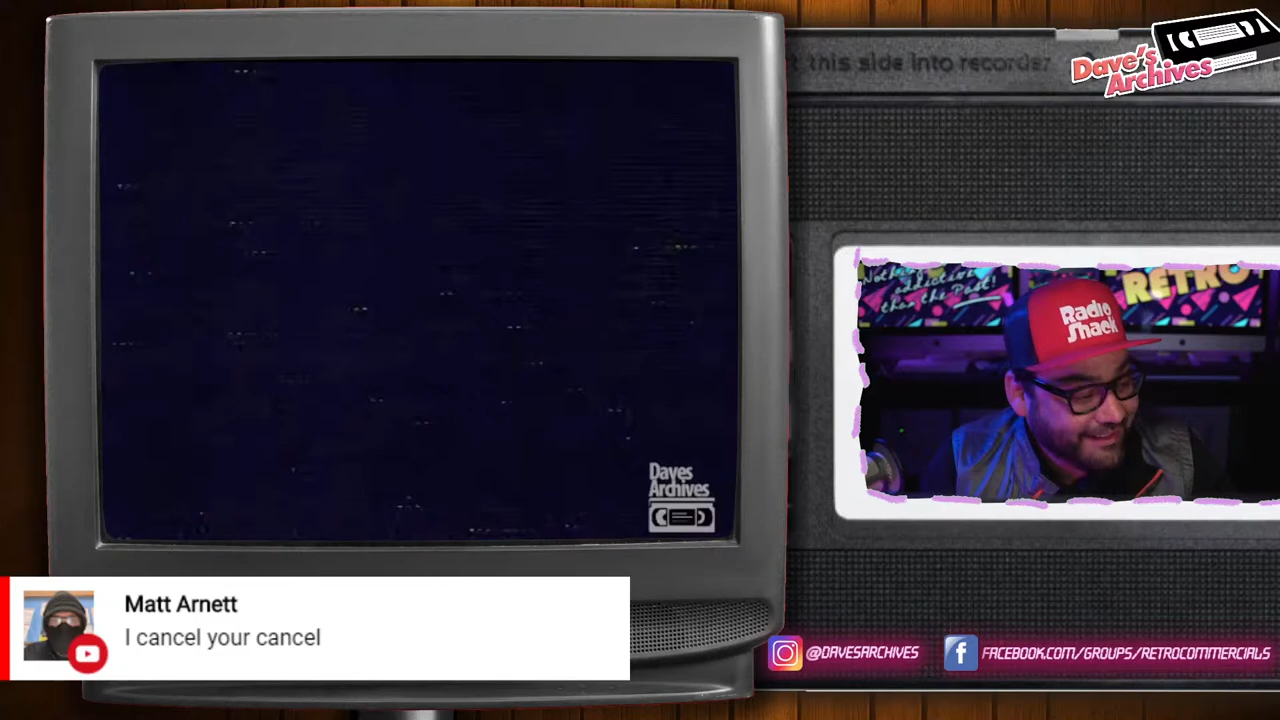 this side into recorder
Dave's
Archives
Nothing
addictive
than the Past!
RETRO
Radio
Shack
Daves
Archives
Matt Arnett
I cancel your cancel
@DAVESARCHIVES
FACEBOOK.COM/GROUPS/RETROCOMMERCIALS